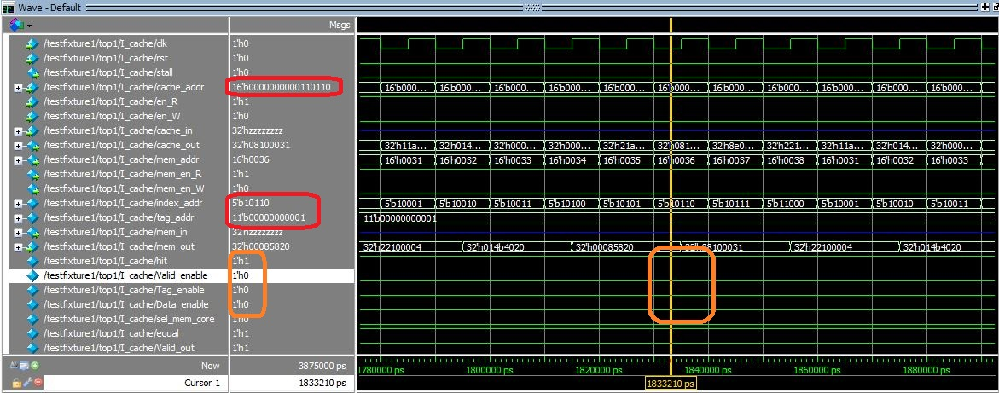 Wave - Default
Msgs
/testfixture1/top1/I_cache/clk 1'h0
/testfixture1/top1/I_cache/rst 1'h0
/testfixture1/top1/I_cache/stall 1'h0
/testfixture1/top1/I_cache/cache_addr 16'b0000000000110110 16'b000... 16'b000... 16'b000... 16'b000... 16'b000... 16'b000... 16'b000... 16'b000... 16'b000... 16'b000... 16'b000...
/testfixture1/top1/I_cache/en_R 1'h1
/testfixture1/top1/I_cache/en_W 1'h0
/testfixture1/top1/I_cache/cache_in 32'hzzzzzzzz
/testfixture1/top1/I_cache/cache_out 32'h08100031 32'h11a... 32'h014... 32'h000... 32'h000... 32'h21a... 32'h081... 32'h8e0... 32'h221... 32'h11a... 32'h014... 32'h000...
/testfixture1/top1/I_cache/mem_addr 16'h0036 16'h0031 16'h0032 16'h0033 16'h0034 16'h0035 16'h0036 16'h0037 16'h0038 16'h0031 16'h0032 16'h0033
/testfixture1/top1/I_cache/mem_en_R 1'h1
/testfixture1/top1/I_cache/mem_en_W 1'h0
/testfixture1/top1/I_cache/index_addr 5'b10110 5'b10001 5'b10010 5'b10011 5'b10100 5'b10101 5'b10110 5'b10111 5'b11000 5'b10001 5'b10010 5'b10011
/testfixture1/top1/I_cache/tag_addr 11'b00000000001 11'b00000000001
/testfixture1/top1/I_cache/mem_in 32'hzzzzzzzz
/testfixture1/top1/I_cache/mem_out 32'h00085820 32'h22100004 32'h014b4020 32'h00085820 32'h08100031 32'h22100004 32'h014b4020
/testfixture1/top1/I_cache/hit 1'h1
/testfixture1/top1/I_cache/Valid_enable 1'h0
/testfixture1/top1/I_cache/Tag_enable 1'h0
/testfixture1/top1/I_cache/Data_enable 1'h0
/testfixture1/top1/I_cache/sel_mem_core 1'h0
/testfixture1/top1/I_cache/equal 1'h1
/testfixture1/top1/I_cache/Valid_out 1'h1
Now 3875000 ps 1780000 ps 1800000 ps 1820000 ps 1840000 ps 1860000 ps 1880000 ps
Cursor 1 1833210 ps 1833210 ps